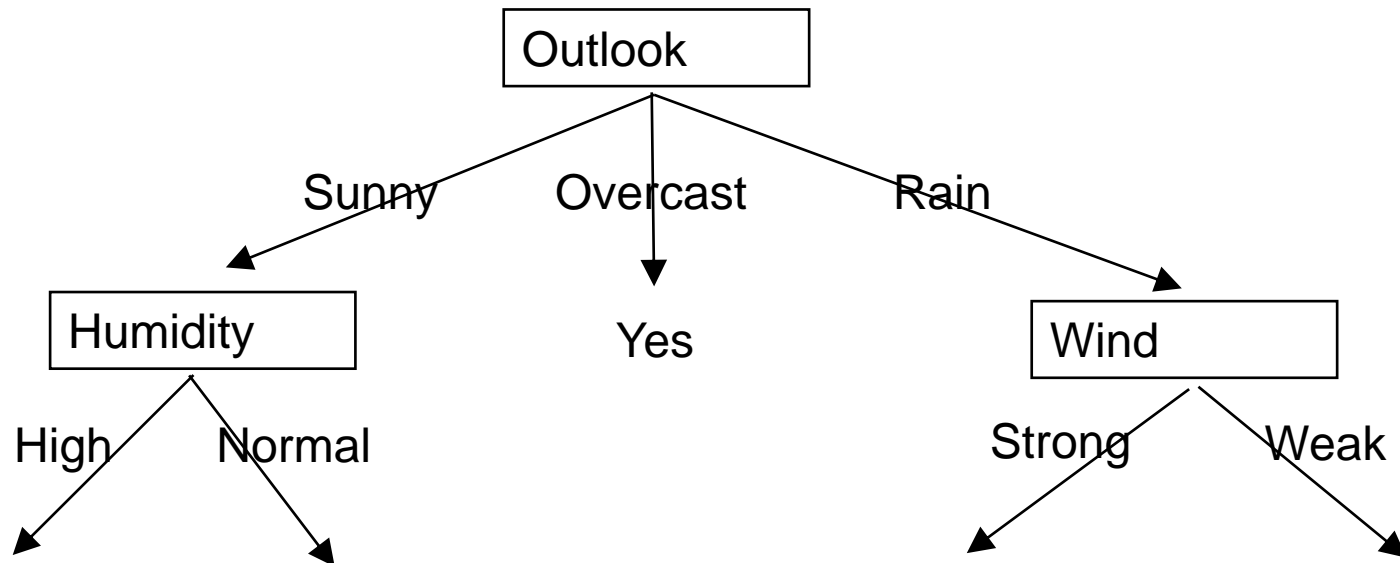 Outlook
Sunny Overcast Rain
Humidity Yes Wind
High Normal Strong Weak